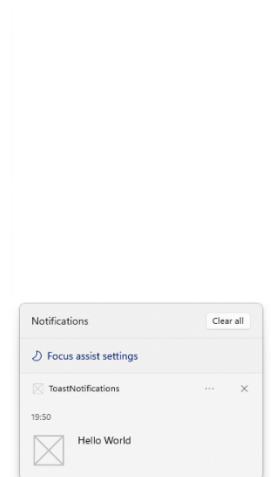 Notifications
Clear all
Focus assist settings
ToastNotifications
19:50
Hello World